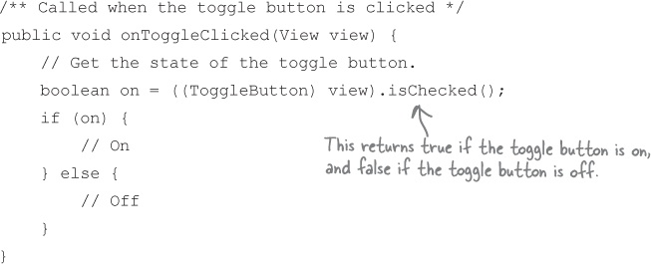 /** Called when the toggle button is clicked */
public void onToggleClicked(View view) {
    // Get the state of the toggle button.
    boolean on = ((ToggleButton) view).isChecked();
    if (on) {
        // On
    } else {
        // Off
    }
}
This returns true if the toggle button is on,
and false if the toggle button is off.